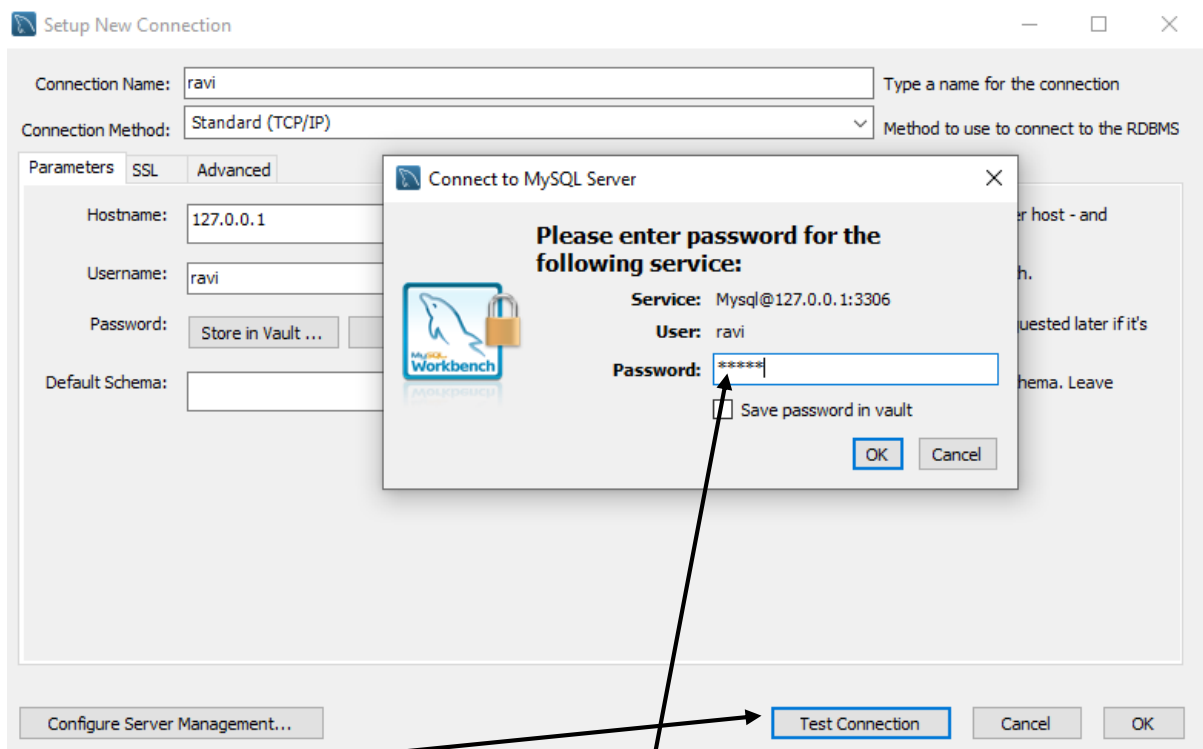 Setup New Connection
Connection Name: ravi Type a name for the connection
Connection Method: Standard (TCP/IP) Method to use to connect to the RDBMS
Parameters SSL Advanced
Hostname: 127.0.0.1 r host - and
Username: ravi h.
Password: Store in Vault ... uested later if it's
Default Schema: hema. Leave
Connect to MySQL Server
Please enter password for the
following service:
Service: Mysql@127.0.0.1:3306
User: ravi
Password: *****
Save password in vault
OK Cancel
MySQL
Workbench
Configure Server Management... Test Connection Cancel OK